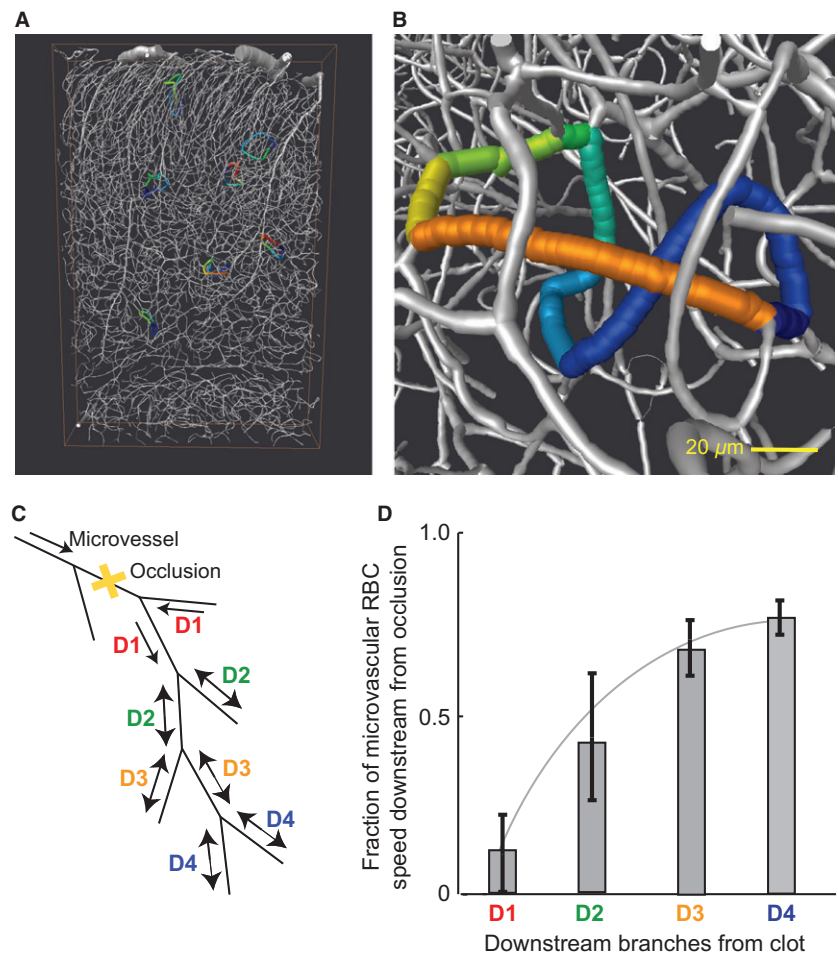 A
B
20 µm
C
Microvessel
Occlusion
D1
D1
D2
D2
D3
D3
D4
D4
D
Fraction of microvascular RBC
speed downstream from occlusion
1.0
0.5
0
D1 D2 D3 D4
Downstream branches from clot